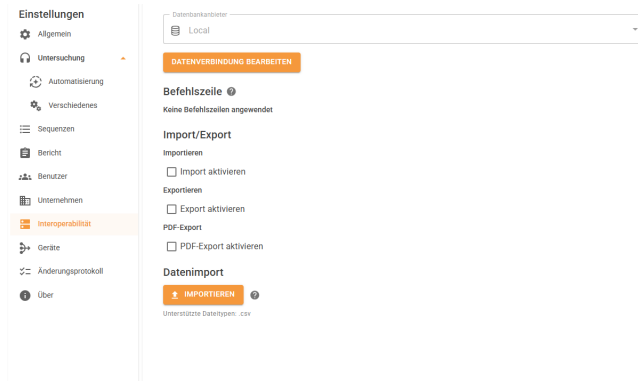 Einstellungen
Allgemein
Untersuchung
Automatisierung
Verschiedenes
Sequenzen
Bericht
Benutzer
Unternehmen
Interoperabilität
Geräte
Änderungsprotokoll
Über
Datenbankanbieter
Local
DATENVERBINDUNG BEARBEITEN
Befehlszeile
Keine Befehlszeilen angewendet
Import/Export
Importieren
Import aktivieren
Exportieren
Export aktivieren
PDF-Export
PDF-Export aktivieren
Datenimport
IMPORTIEREN
Unterstützte Dateitypen: .csv